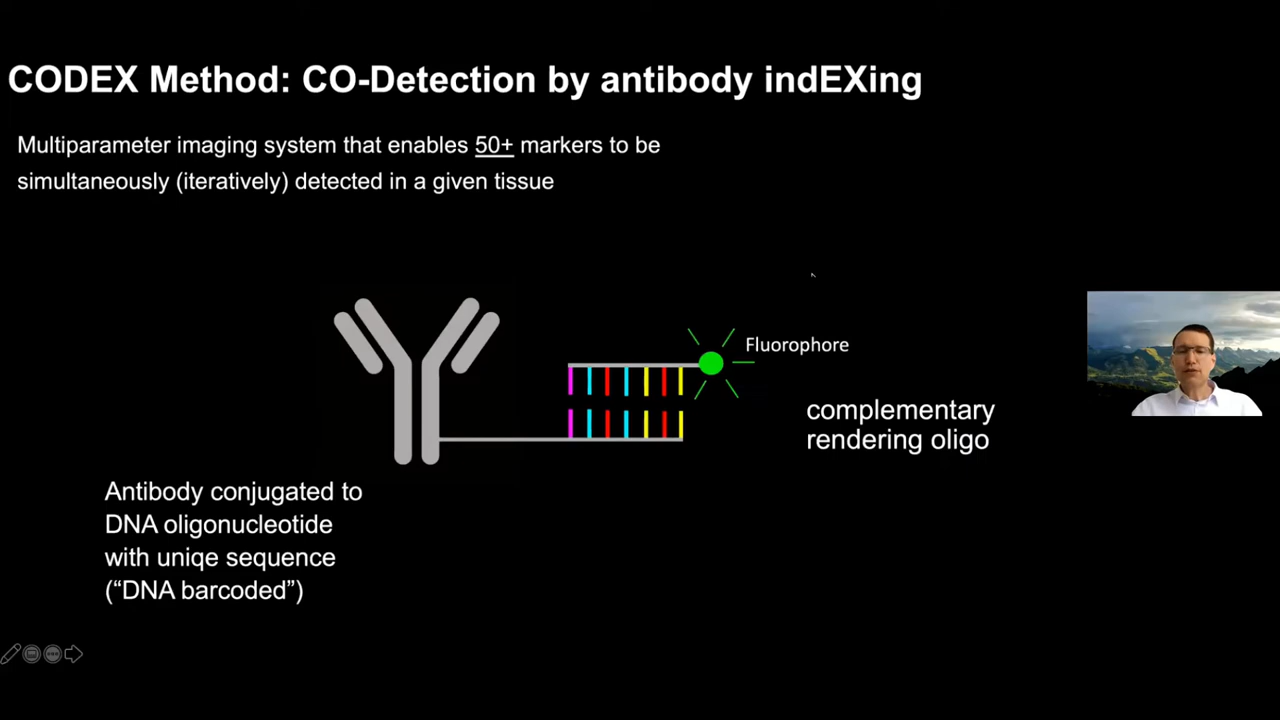 CODEX Method: CO-Detection by antibody indEXing
Multiparameter imaging system that enables 50+ markers to be
simultaneously (iteratively) detected in a given tissue
Fluorophore
complementary
rendering oligo
Antibody conjugated to
DNA oligonucleotide
with uniqe sequence
(“DNA barcoded”)